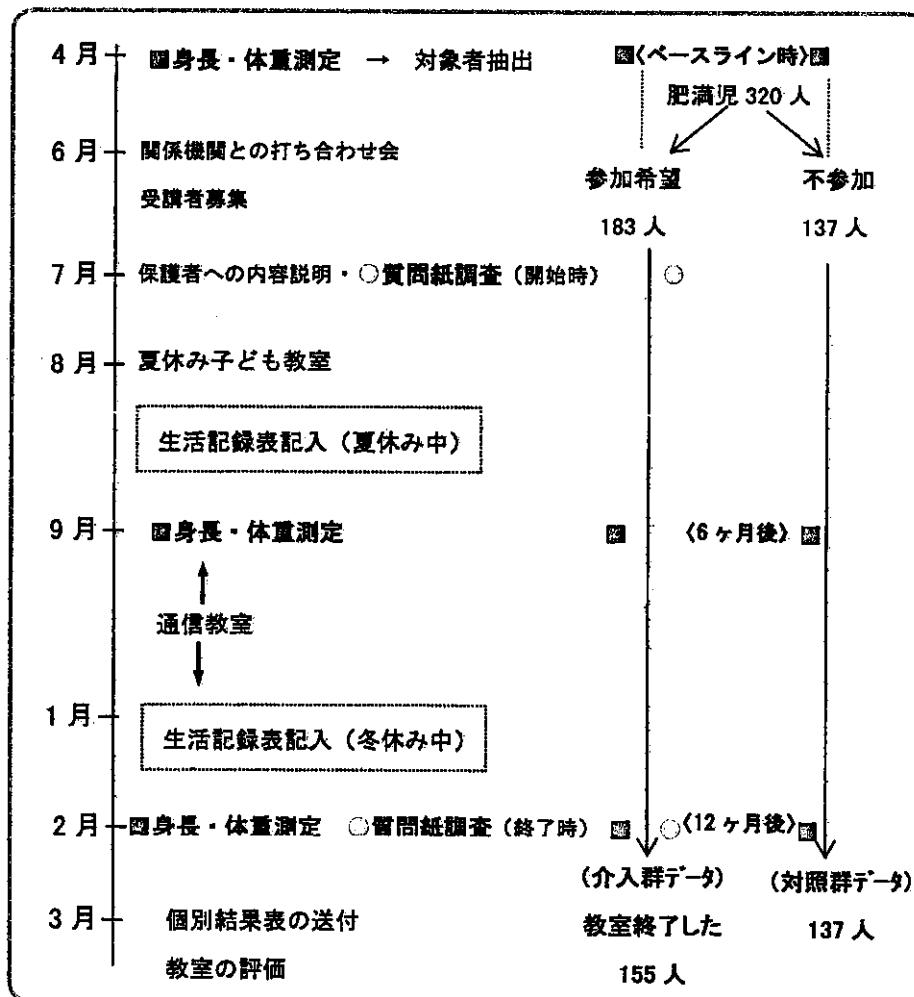 4月 ▩身長・体重測定 → 対象者抽出 ▩〈ベースライン時〉▩
肥満児 320 人
6月 関係機関との打ち合わせ会
参加希望 不参加
受講者募集
183 人 137 人
7月 保護者への内容説明・○質問紙調査（開始時） ○
8月 夏休み子ども教室
生活記録表記入（夏休み中）
9月 ▩身長・体重測定 ▩ 〈6ヶ月後〉▩
通信教室
1月
生活記録表記入（冬休み中）
2月 ▩身長・体重測定 ○質問紙調査（終了時） ▩ ○〈12ヶ月後〉▩
（介入群データ） （対照群データ）
3月 個別結果表の送付 教室終了した 137 人
教室の評価 155 人